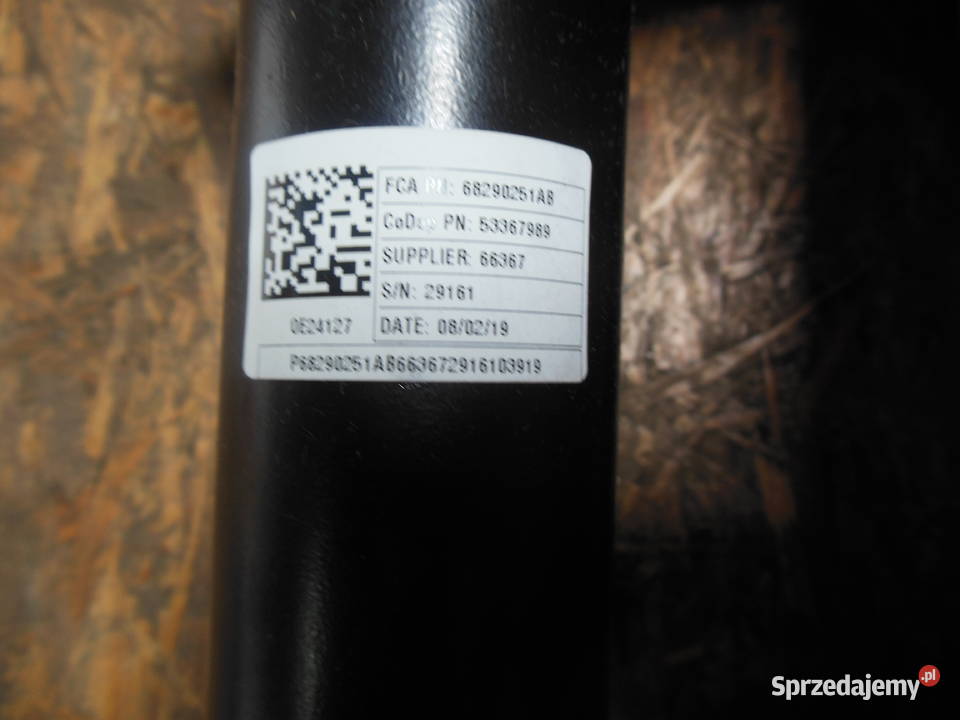 FCA PN: 68290251AB
CoDep PN: 53367989
SUPPLIER: 66367
S/N: 29161
0E24127
DATE: 08/02/19
P68290251AB663672916103919
Sprzedajemy.pl